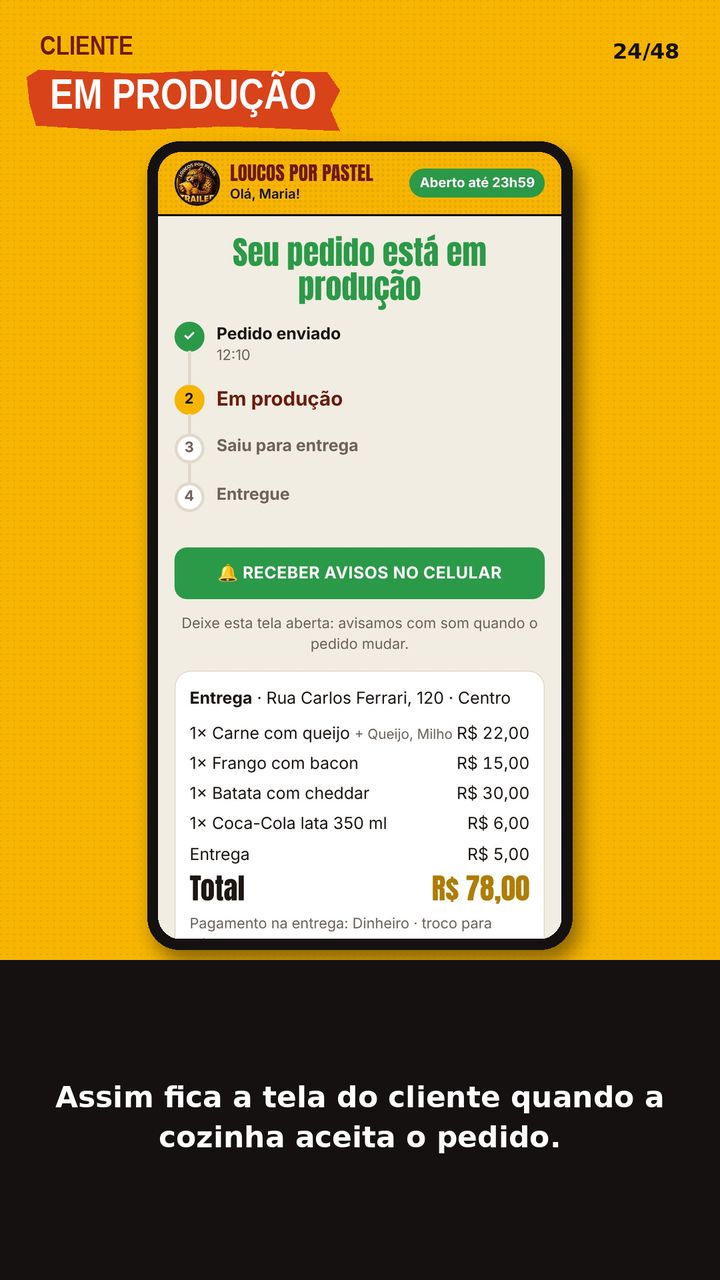 CLIENTE
24/48
EM PRODUÇÃO
LOUCOS POR PASTEL
TRAILER
LOUCOS POR PASTEL
Olá, Maria!
Aberto até 23h59
Seu pedido está em
produção
Pedido enviado
12:10
2
Em produção
3
Saiu para entrega
4
Entregue
🔔 RECEBER AVISOS NO CELULAR
Deixe esta tela aberta: avisamos com som quando o
pedido mudar.
Entrega · Rua Carlos Ferrari, 120 · Centro
1× Carne com queijo + Queijo, Milho R$ 22,00
1× Frango com bacon R$ 15,00
1× Batata com cheddar R$ 30,00
1× Coca-Cola lata 350 ml R$ 6,00
Entrega R$ 5,00
Total R$ 78,00
Pagamento na entrega: Dinheiro · troco para
Assim fica a tela do cliente quando a
cozinha aceita o pedido.